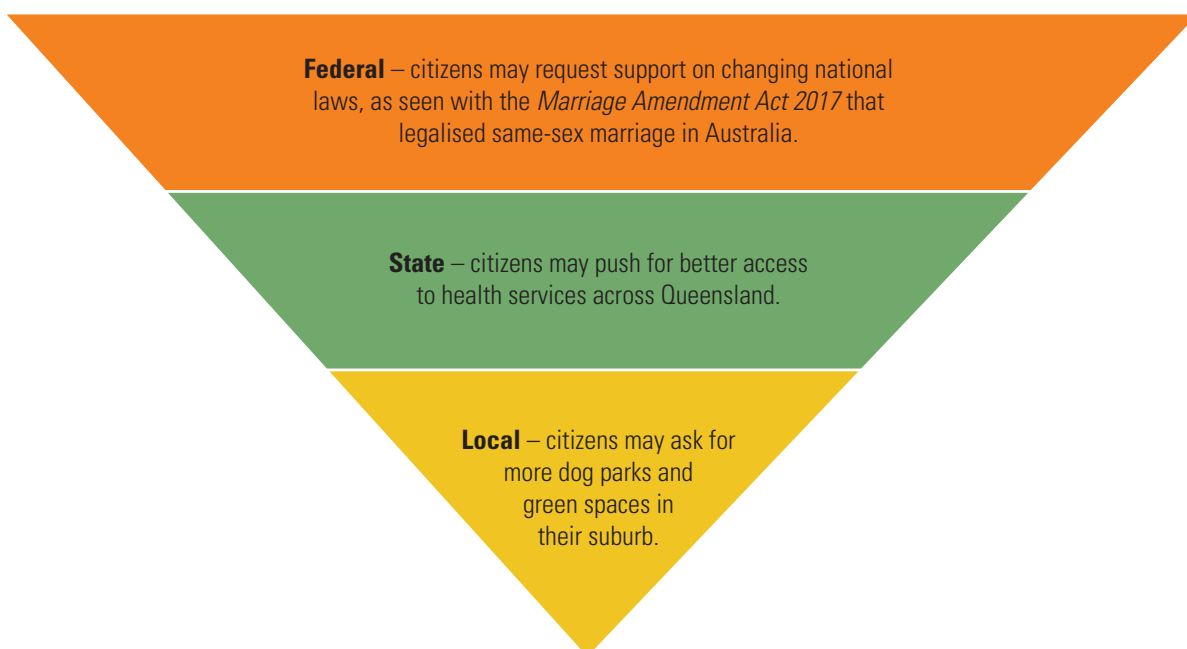 Federal – citizens may request support on changing national
laws, as seen with the Marriage Amendment Act 2017 that
legalised same-sex marriage in Australia.
State – citizens may push for better access
to health services across Queensland.
Local – citizens may ask for
more dog parks and
green spaces in
their suburb.